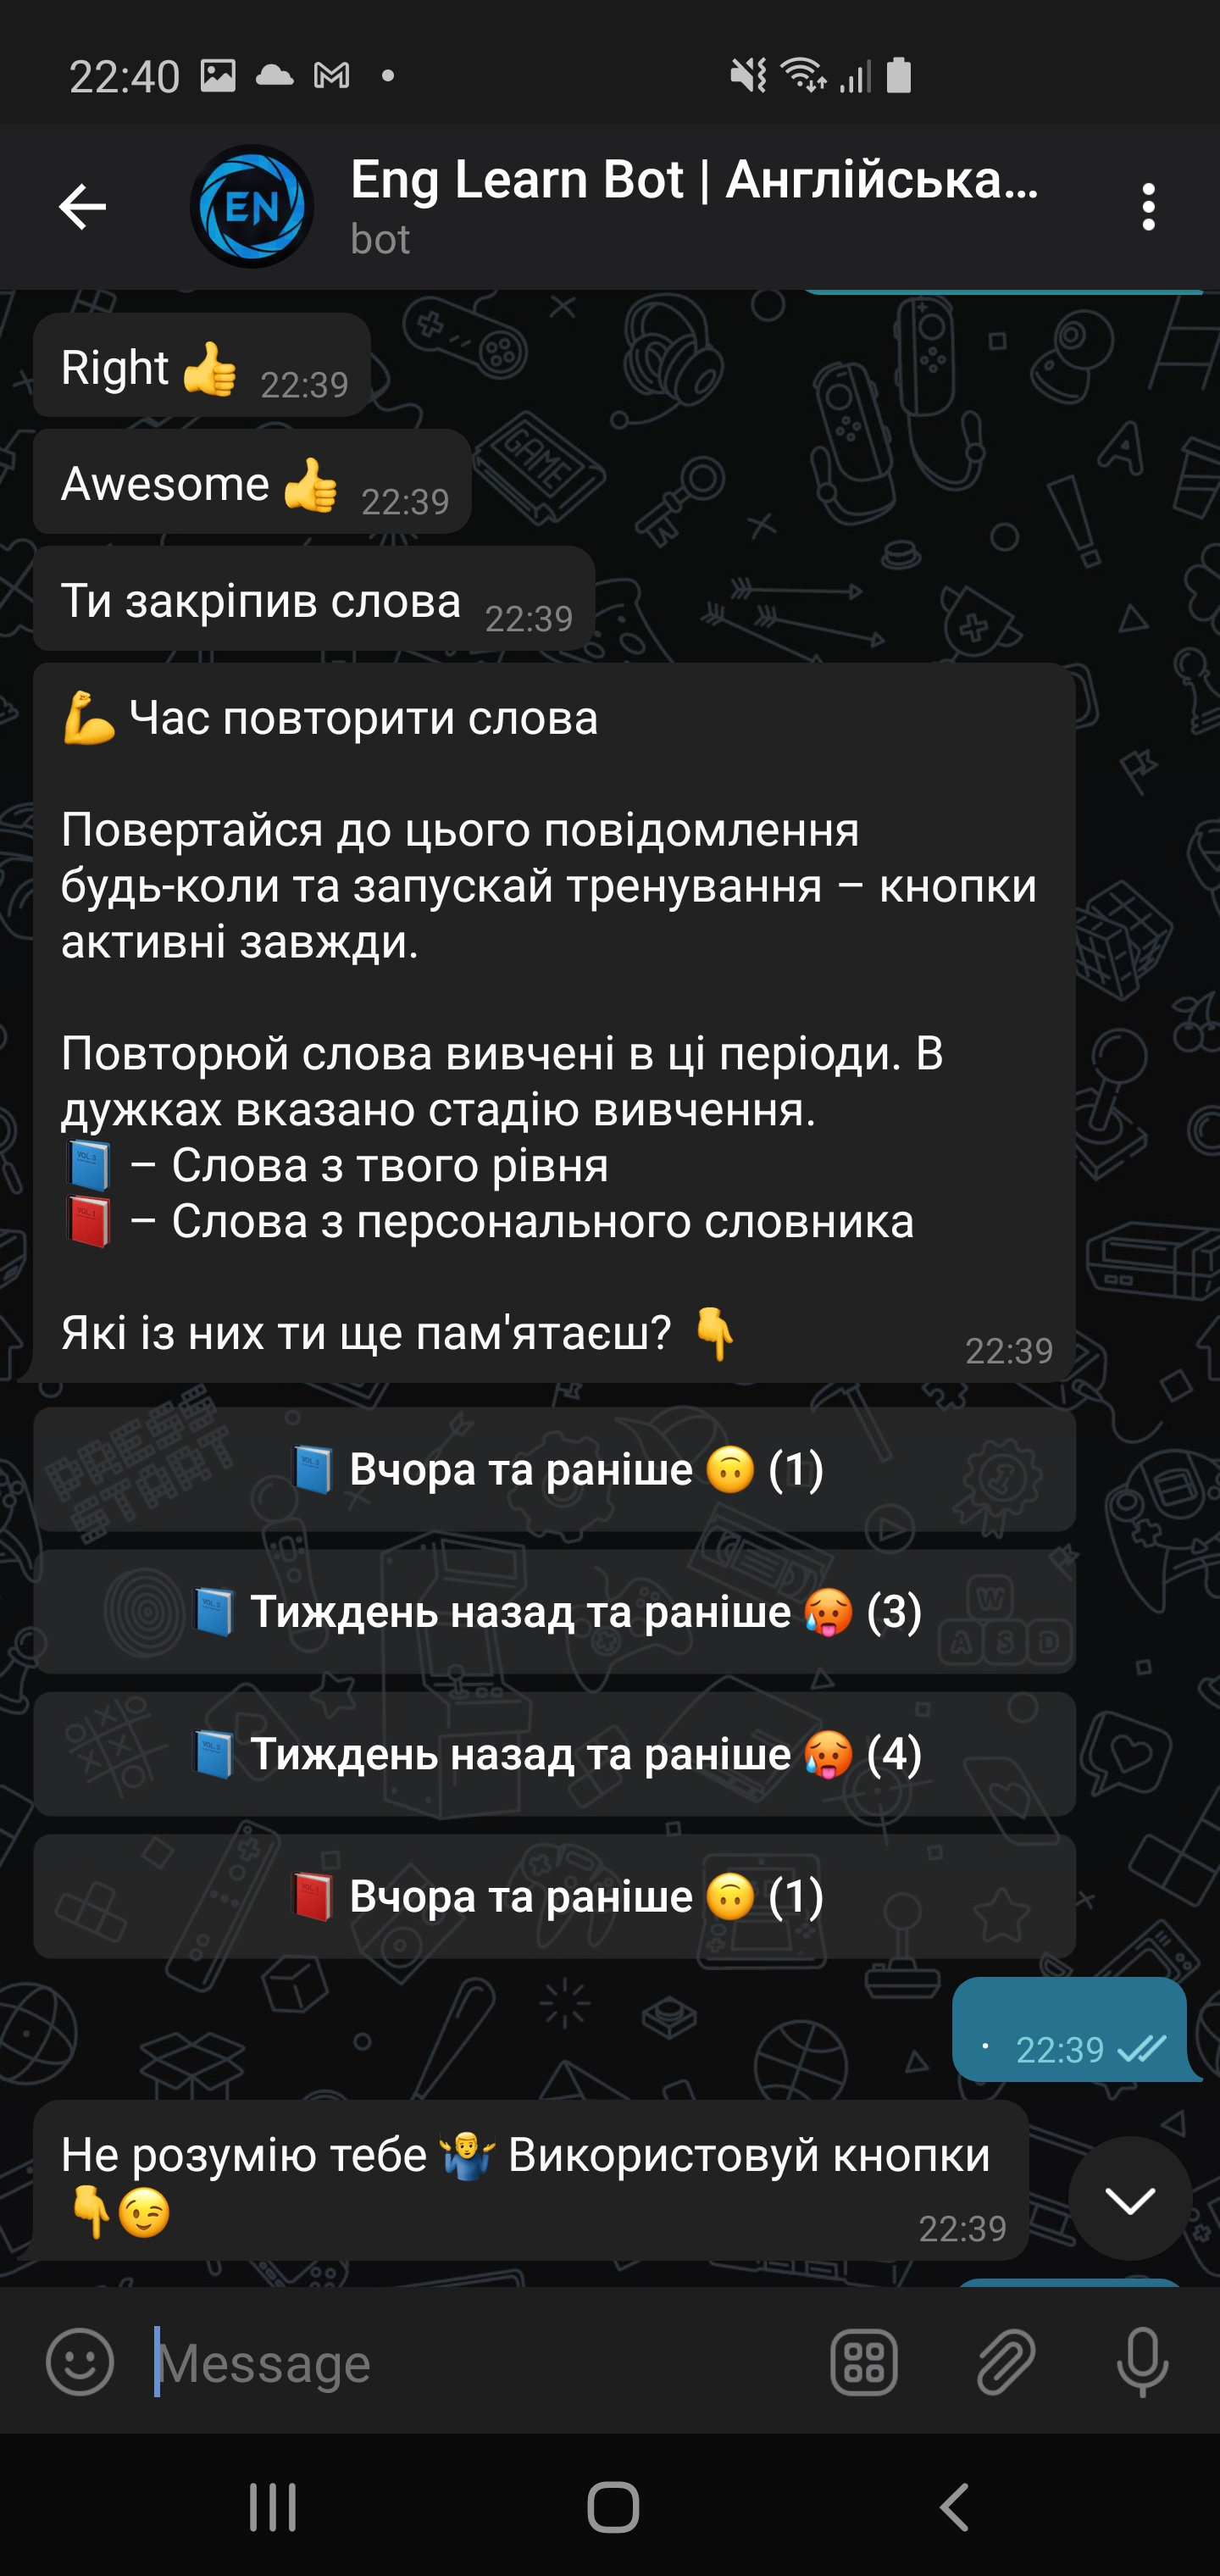 22:40
EN
Eng Learn Bot | Англійська...
bot
Right 👍 22:39
Awesome 👍 22:39
Ти закріпив слова 22:39
💪 Час повторити слова
Повертайся до цього повідомлення
будь-коли та запускай тренування – кнопки
активні завжди.
Повторюй слова вивчені в ці періоди. В
дужках вказано стадію вивчення.
📘 – Слова з твого рівня
📕 – Слова з персонального словника
Які із них ти ще пам'ятаєш? 👇 22:39
📘 Вчора та раніше 🙃 (1)
📘 Тиждень назад та раніше 🥵 (3)
📘 Тиждень назад та раніше 🥵 (4)
📕 Вчора та раніше 🙃 (1)
. 22:39
Не розумію тебе 🤷‍♂️ Використовуй кнопки
👇😉 22:39
Message